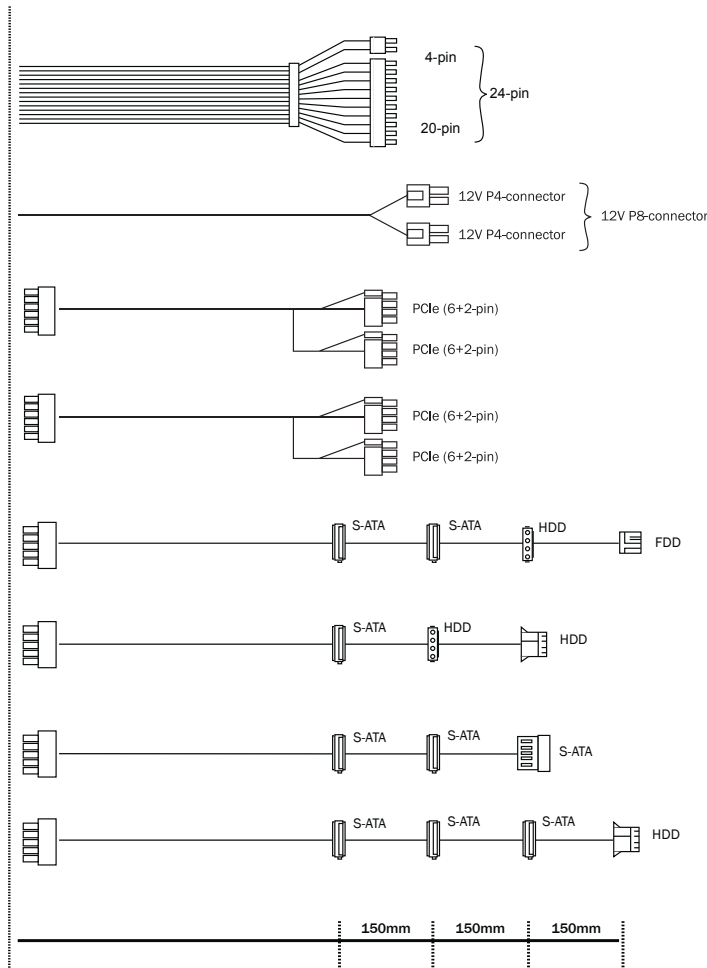 4-pin
24-pin
20-pin
12V P4-connector
12V P8-connector
12V P4-connector
PCIe (6+2-pin)
PCIe (6+2-pin)
PCIe (6+2-pin)
PCIe (6+2-pin)
S-ATA S-ATA HDD
FDD
S-ATA HDD
HDD
S-ATA S-ATA
S-ATA
S-ATA S-ATA S-ATA
HDD
150mm 150mm 150mm